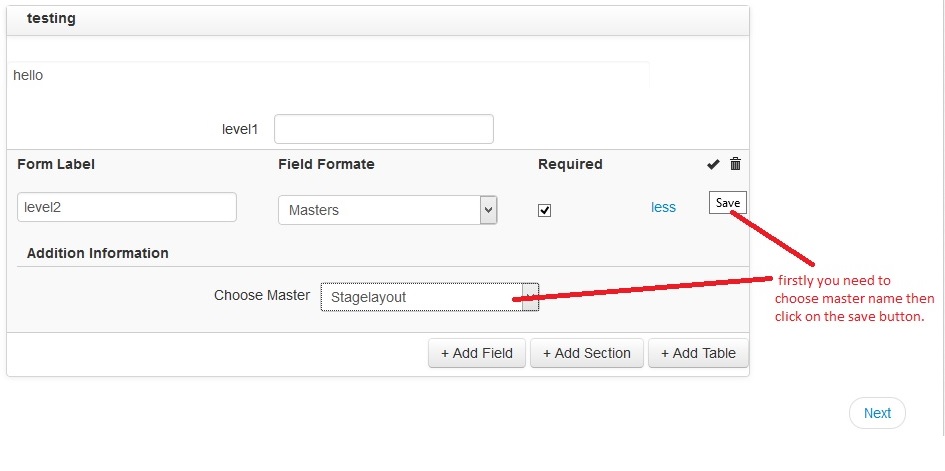 testing
hello
level1
Form Label Field Formate Required
level2 Masters less Save
Addition Information
Choose Master Stagelayout
firstly you need to
choose master name then
click on the save button.
+ Add Field + Add Section + Add Table
Next